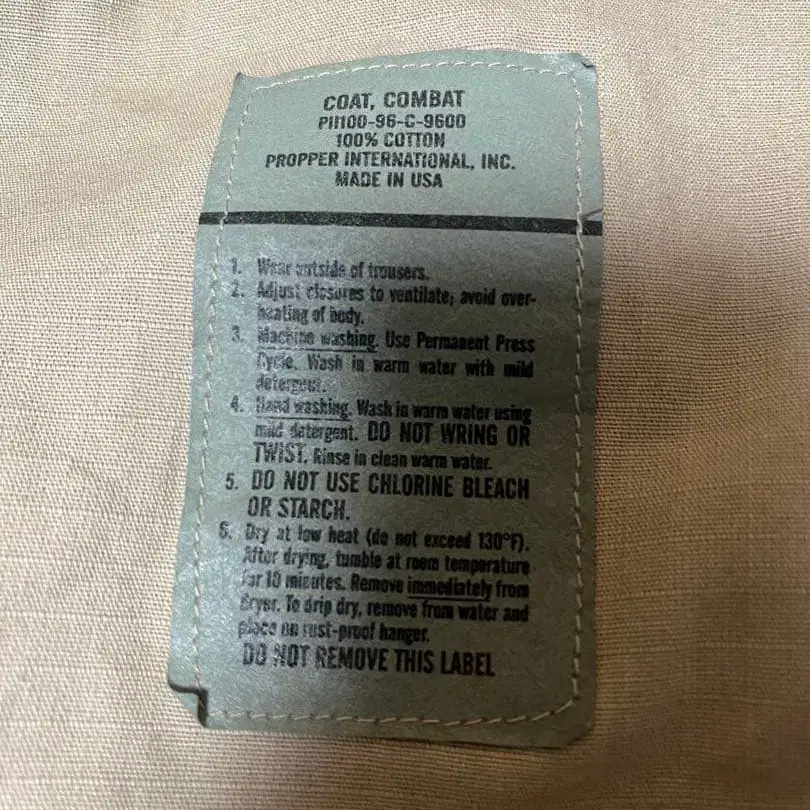 COAT, COMBAT
PII100-96-C-9600
100% COTTON
PROPPER INTERNATIONAL, INC.
MADE IN USA
1. Wear outside of trousers.
2. Adjust closures to ventilate; avoid over-
heating of body.
3. Machine washing. Use Permanent Press
Cycle. Wash in warm water with mild
detergent.
4. Hand washing. Wash in warm water using
mild detergent. DO NOT WRING OR
TWIST. Rinse in clean warm water.
5. DO NOT USE CHLORINE BLEACH
OR STARCH.
6. Dry at low heat (do not exceed 130°F).
After drying, tumble at room temperature
for 10 minutes. Remove immediately from
dryer. To drip dry, remove from water and
place on rust-proof hanger.
DO NOT REMOVE THIS LABEL